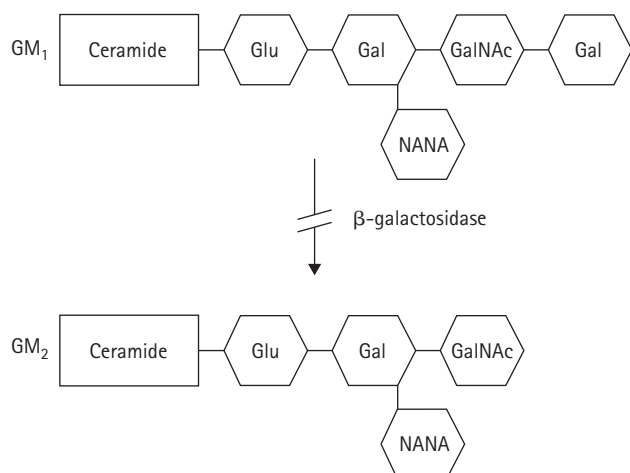 GM₁ Ceramide Glu Gal GalNAc Gal
NANA
β-galactosidase
GM₂ Ceramide Glu Gal GalNAc
NANA